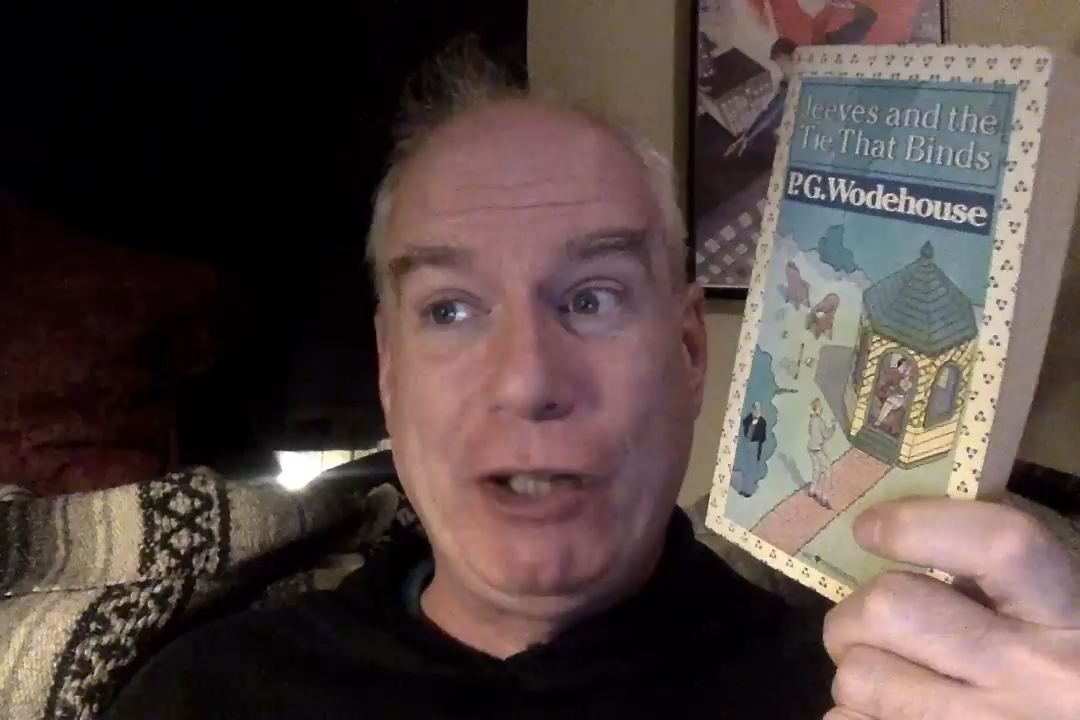 Jeeves and the
Tie That Binds
P.G.Wodehouse